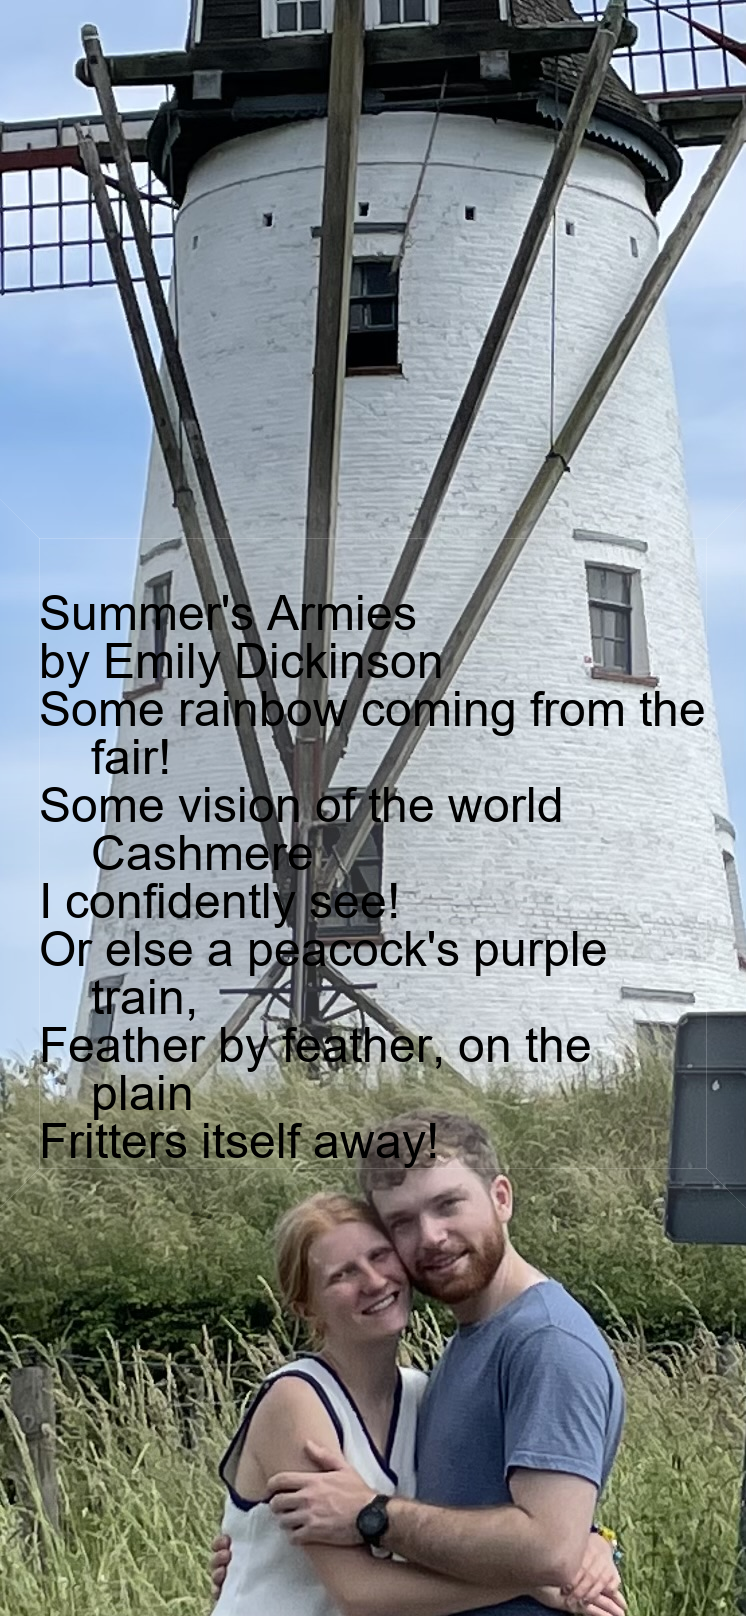 Summer's Armies
by Emily Dickinson
Some rainbow coming from the
fair!
Some vision of the world
Cashmere
I confidently see!
Or else a peacock's purple
train,
Feather by feather, on the
plain
Fritters itself away!